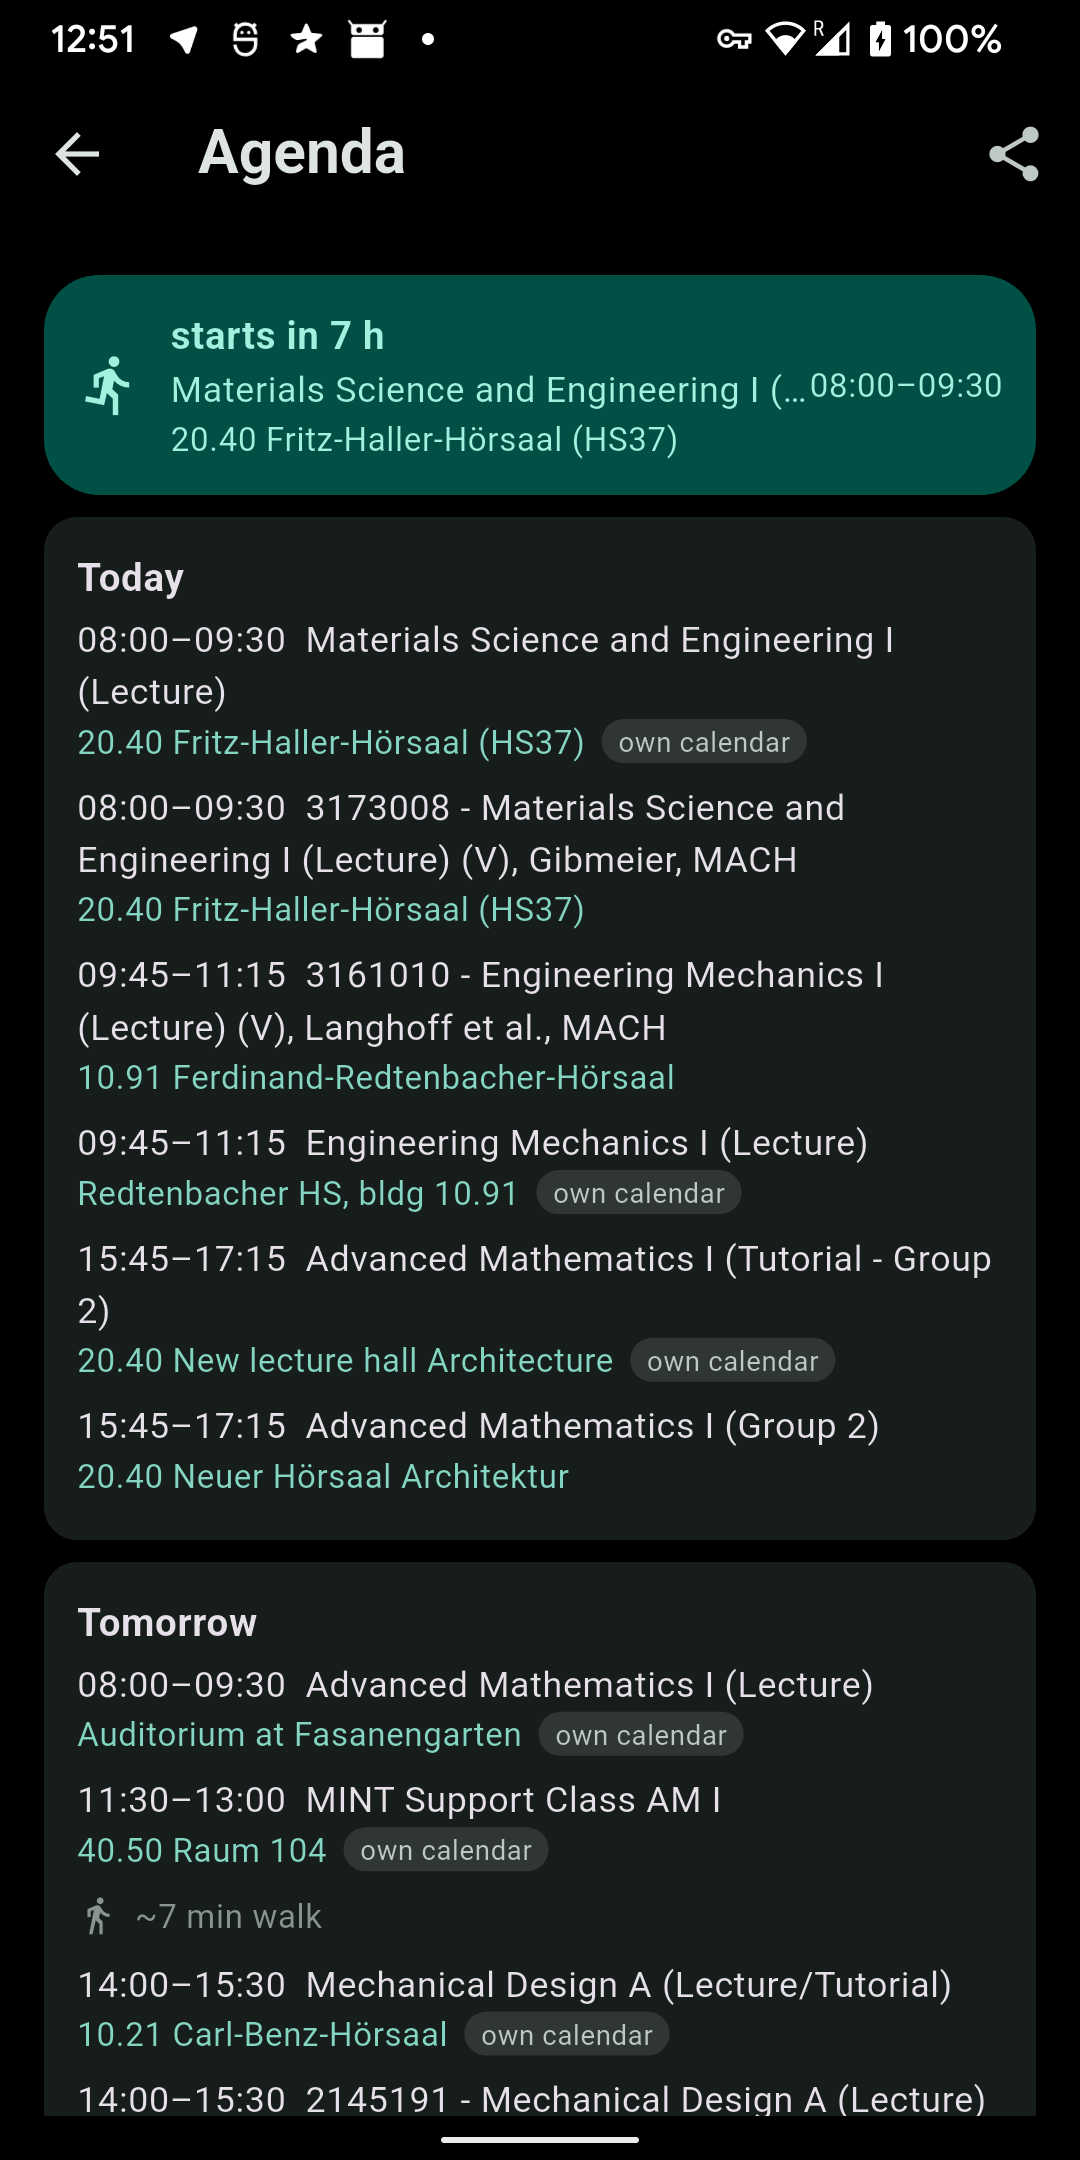 12:51
R
100%
Agenda
starts in 7 h
Materials Science and Engineering I (... 08:00–09:30
20.40 Fritz-Haller-Hörsaal (HS37)
Today
08:00–09:30 Materials Science and Engineering I
(Lecture)
20.40 Fritz-Haller-Hörsaal (HS37) own calendar
08:00–09:30 3173008 - Materials Science and
Engineering I (Lecture) (V), Gibmeier, MACH
20.40 Fritz-Haller-Hörsaal (HS37)
09:45–11:15 3161010 - Engineering Mechanics I
(Lecture) (V), Langhoff et al., MACH
10.91 Ferdinand-Redtenbacher-Hörsaal
09:45–11:15 Engineering Mechanics I (Lecture)
Redtenbacher HS, bldg 10.91 own calendar
15:45–17:15 Advanced Mathematics I (Tutorial - Group
2)
20.40 New lecture hall Architecture own calendar
15:45–17:15 Advanced Mathematics I (Group 2)
20.40 Neuer Hörsaal Architektur
Tomorrow
08:00–09:30 Advanced Mathematics I (Lecture)
Auditorium at Fasanengarten own calendar
11:30–13:00 MINT Support Class AM I
40.50 Raum 104 own calendar
~7 min walk
14:00–15:30 Mechanical Design A (Lecture/Tutorial)
10.21 Carl-Benz-Hörsaal own calendar
14:00–15:30 2145191 - Mechanical Design A (Lecture)